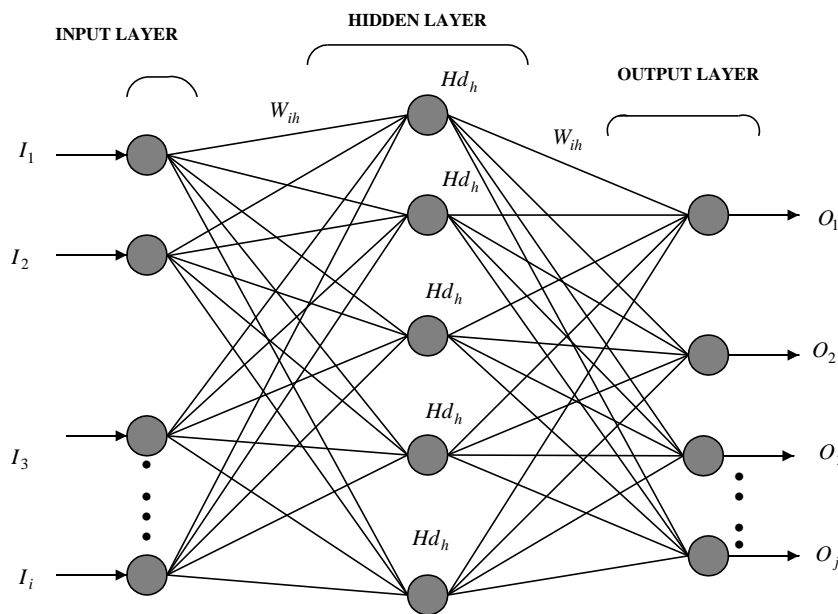 HIDDEN LAYER
INPUT LAYER
OUTPUT LAYER
Hd_h
W_ih
W_ih
I_1
O_1
Hd_h
I_2
Hd_h
O_2
Hd_h
I_3
Hd_h
I_i
O_j